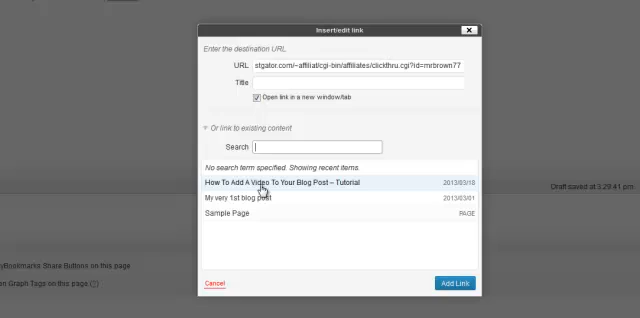 Insert/edit link
Enter the destination URL
URL stgator.com/~affiliat/cgi-bin/affiliates/clickthru.cgi?id=mrbrown77
Title
Open link in a new window/tab
Or link to existing content
Search
No search term specified. Showing recent items.
How To Add A Video To Your Blog Post – Tutorial 2013/03/18
My very 1st blog post 2013/03/01
Sample Page PAGE
Draft saved at 3:29:41 pm.
yBookmarks Share Buttons on this page
en Graph Tags on this page (?)
Cancel Add Link